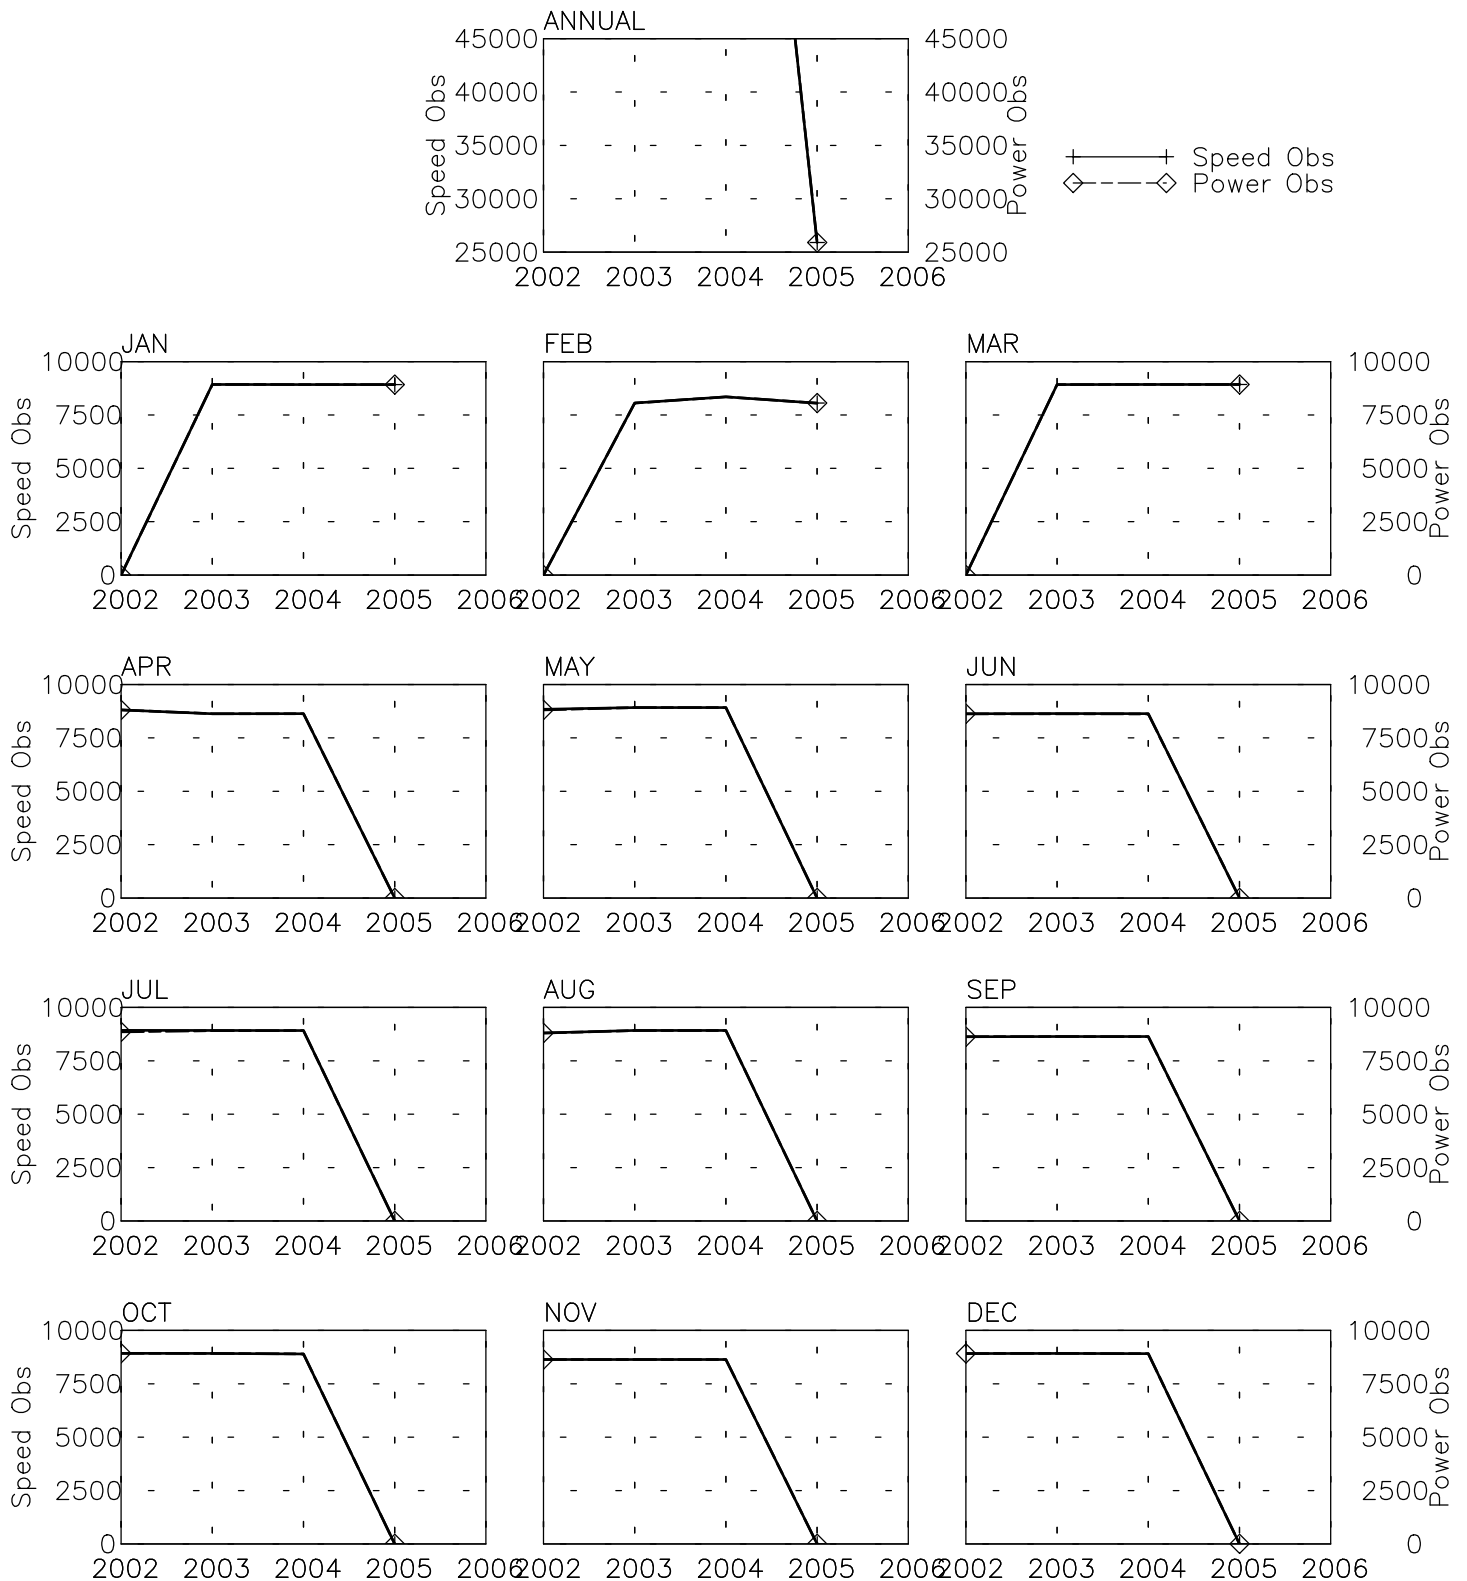 ANNUAL
45000 45000
40000 40000
35000 35000
30000 30000
25000 25000
Speed Obs
Power Obs
2002 2003 2004 2005 2006
Speed Obs
Power Obs
JAN FEB MAR
10000 10000
7500 7500
5000 5000
2500 2500
0 0
Speed Obs
Power Obs
2002 2003 2004 2005 2006 2002 2003 2004 2005 2006 2002 2003 2004 2005 2006
APR MAY JUN
10000 10000
7500 7500
5000 5000
2500 2500
0 0
Speed Obs
Power Obs
2002 2003 2004 2005 2006 2002 2003 2004 2005 2006 2002 2003 2004 2005 2006
JUL AUG SEP
10000 10000
7500 7500
5000 5000
2500 2500
0 0
Speed Obs
Power Obs
2002 2003 2004 2005 2006 2002 2003 2004 2005 2006 2002 2003 2004 2005 2006
OCT NOV DEC
10000 10000
7500 7500
5000 5000
2500 2500
0 0
Speed Obs
Power Obs
2002 2003 2004 2005 2006 2002 2003 2004 2005 2006 2002 2003 2004 2005 2006